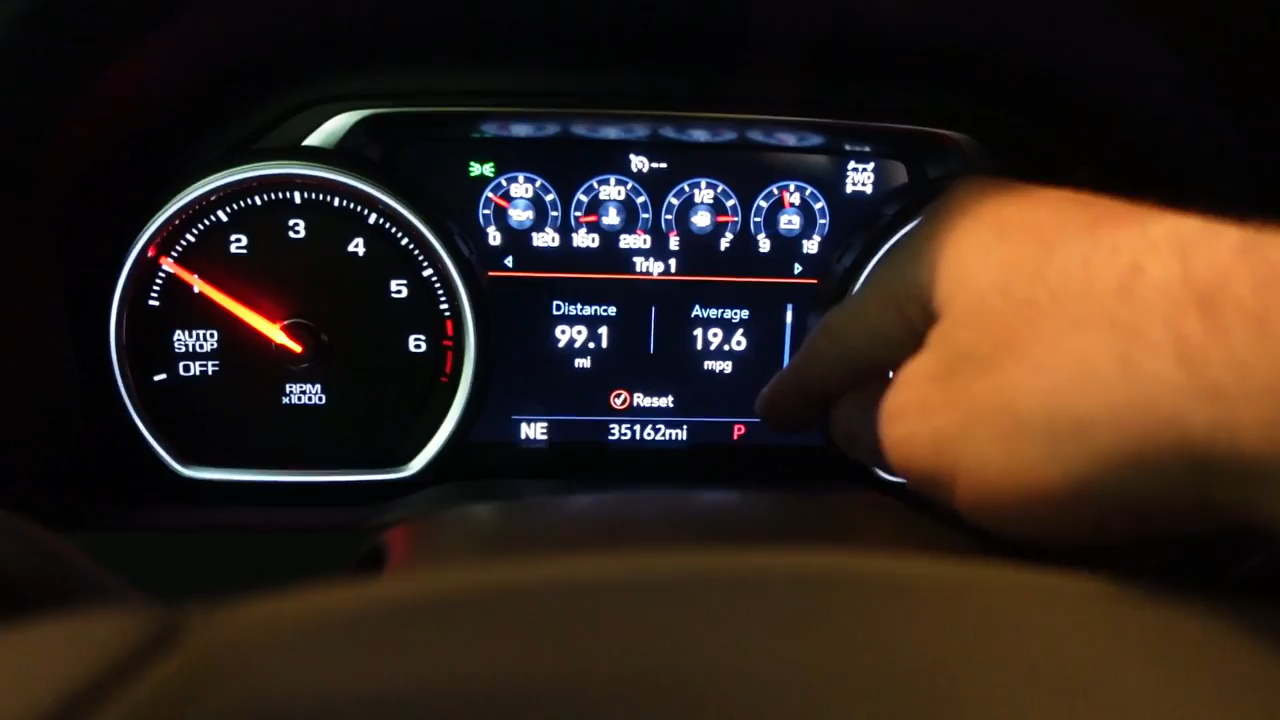 --
2WD
60
0 120
210
160 260
1/2
E F
14
9 19
Trip 1
1
2
3
4
5
6
AUTO
STOP
OFF
RPM
x1000
Distance
99.1
mi
Average
19.6
mpg
Reset
NE 35162mi P